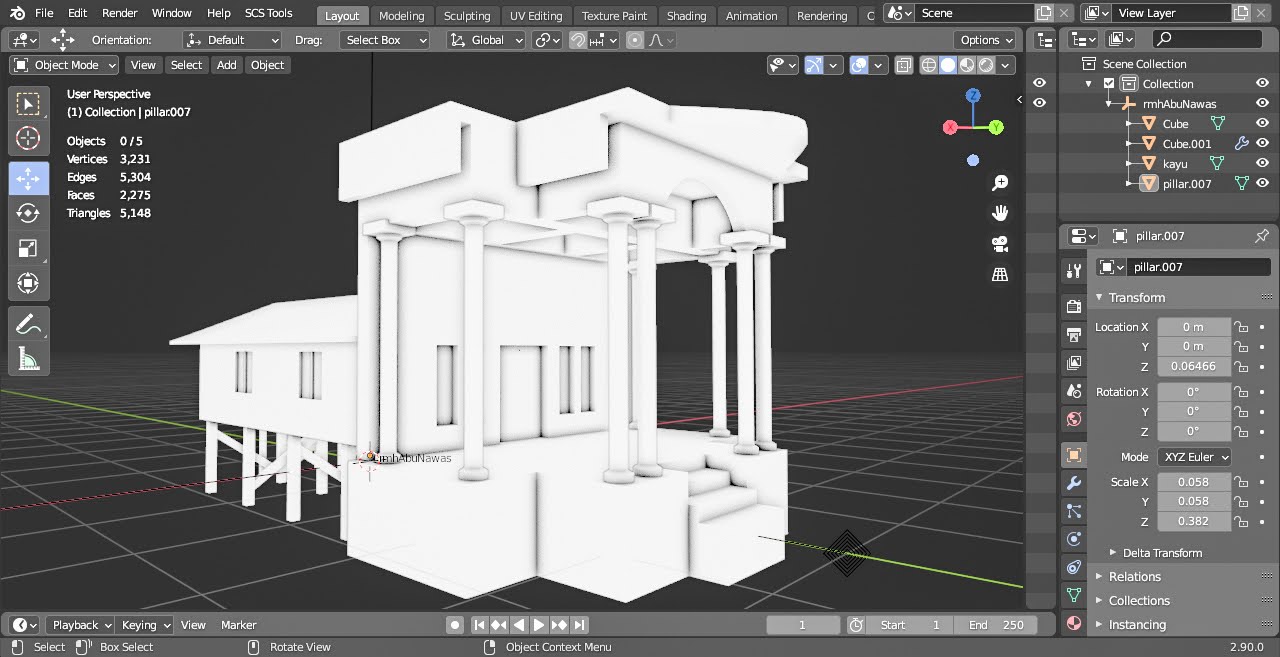 File Edit Render Window Help SCS Tools Layout Modeling Sculpting UV Editing Texture Paint Shading Animation Rendering C Scene View Layer
Orientation: Default Drag: Select Box Global Options
Object Mode View Select Add Object
User Perspective
(1) Collection | pillar.007
Objects 0 / 5
Vertices 3,231
Edges 5,304
Faces 2,275
Triangles 5,148
Z
X
Y
rmhAbuNawas
Scene Collection
Collection
rmhAbuNawas
Cube
Cube.001
kayu
pillar.007
pillar.007
pillar.007
Transform
Location X 0 m
Y 0 m
Z 0.06466
Rotation X 0°
Y 0°
Z 0°
Mode XYZ Euler
Scale X 0.058
Y 0.058
Z 0.382
Delta Transform
Relations
Collections
Instancing
Playback Keying View Marker 1 Start 1 End 250
Select Box Select Rotate View Object Context Menu 2.90.0